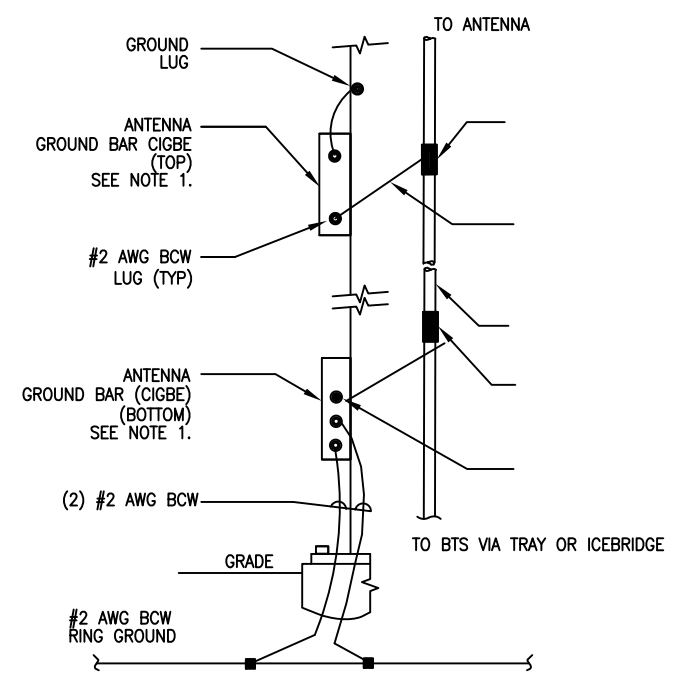 TO ANTENNA
GROUND
LUG
ANTENNA
GROUND BAR CIGBE
(TOP)
SEE NOTE 1.
#2 AWG BCW
LUG (TYP)
ANTENNA
GROUND BAR (CIGBE)
(BOTTOM)
SEE NOTE 1.
(2) #2 AWG BCW
TO BTS VIA TRAY OR ICEBRIDGE
GRADE
#2 AWG BCW
RING GROUND